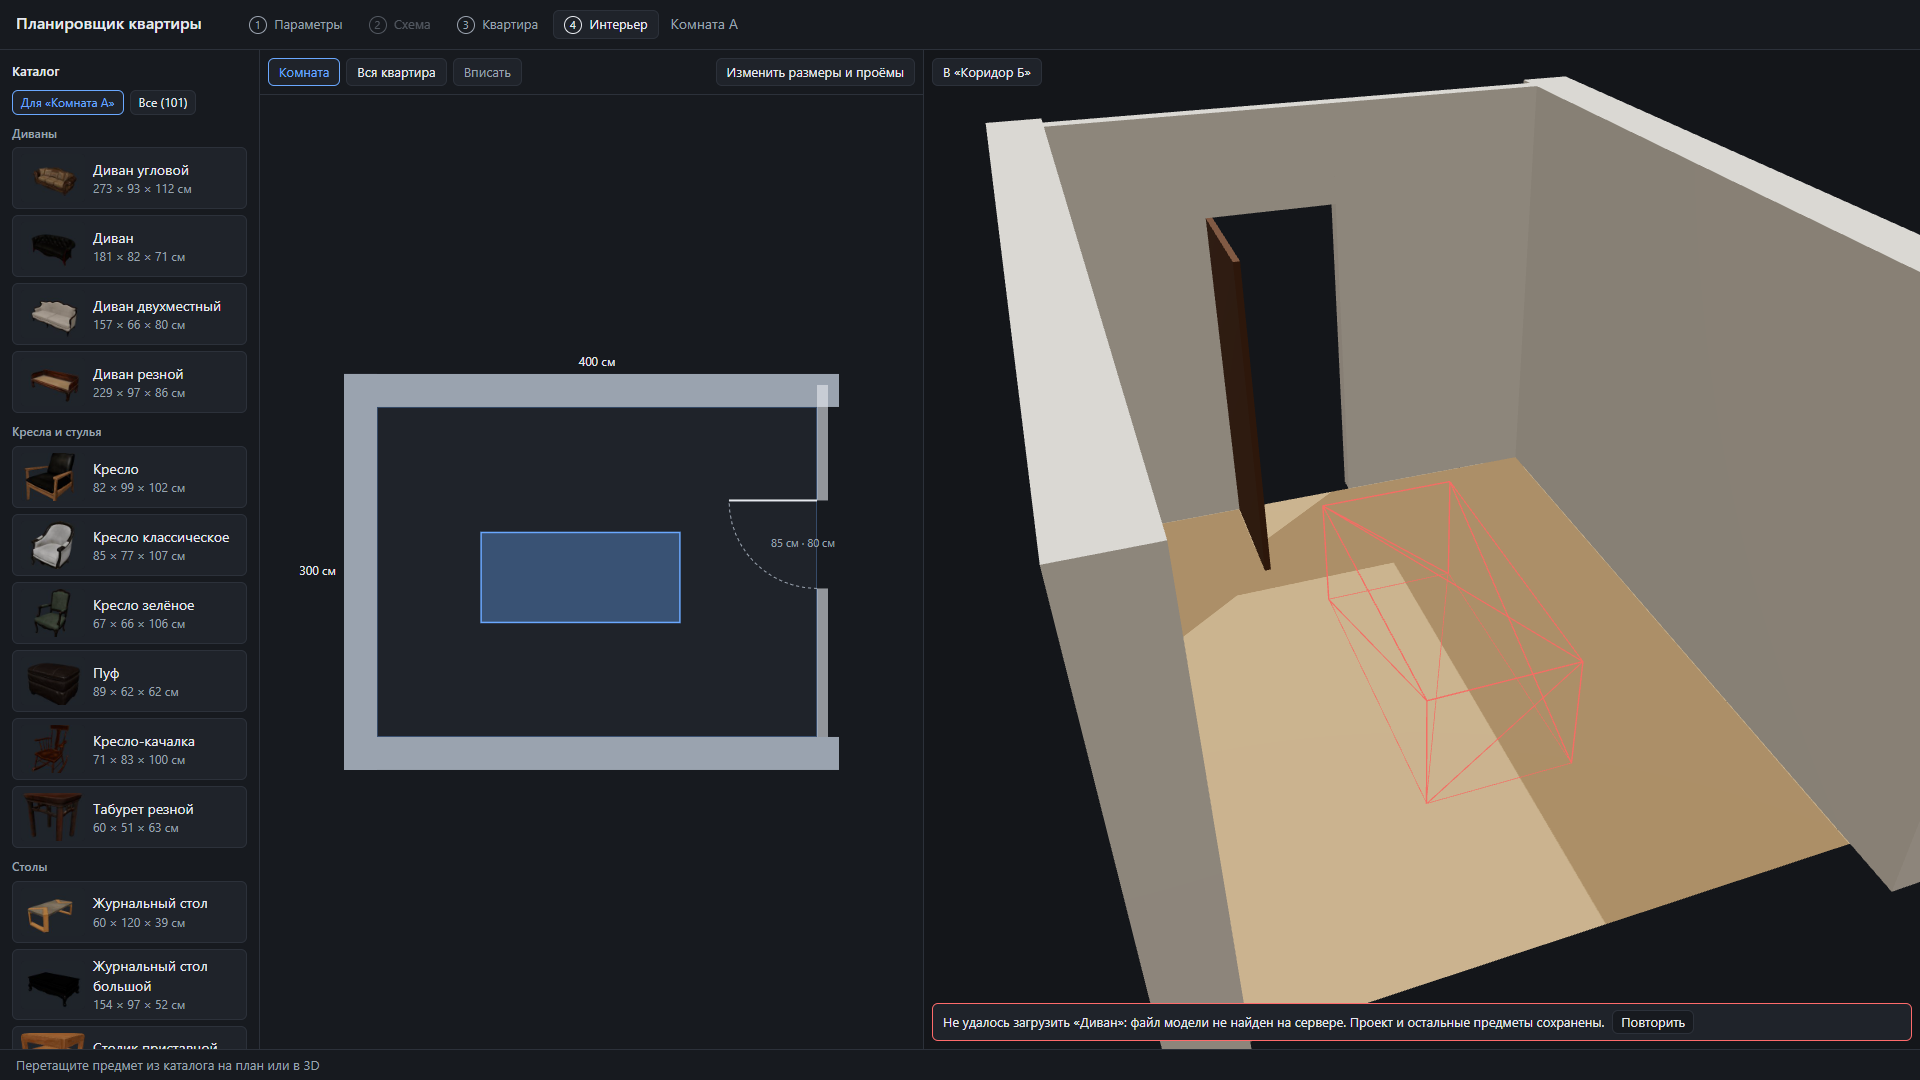 Планировщик квартиры
1 Параметры
2 Схема
3 Квартира
4 Интерьер
Комната А
Каталог
Для «Комната А»
Все (101)
Диваны
Диван угловой
273 × 93 × 112 см
Диван
181 × 82 × 71 см
Диван двухместный
157 × 66 × 80 см
Диван резной
229 × 97 × 86 см
Кресла и стулья
Кресло
82 × 99 × 102 см
Кресло классическое
85 × 77 × 107 см
Кресло зелёное
67 × 66 × 106 см
Пуф
89 × 62 × 62 см
Кресло-качалка
71 × 83 × 100 см
Табурет резной
60 × 51 × 63 см
Столы
Журнальный стол
60 × 120 × 39 см
Журнальный стол
большой
154 × 97 × 52 см
Столик приставной
Комната
Вся квартира
Вписать
Изменить размеры и проёмы
400 см
300 см
85 см · 80 см
В «Коридор Б»
Не удалось загрузить «Диван»: файл модели не найден на сервере. Проект и остальные предметы сохранены.
Повторить
Перетащите предмет из каталога на план или в 3D